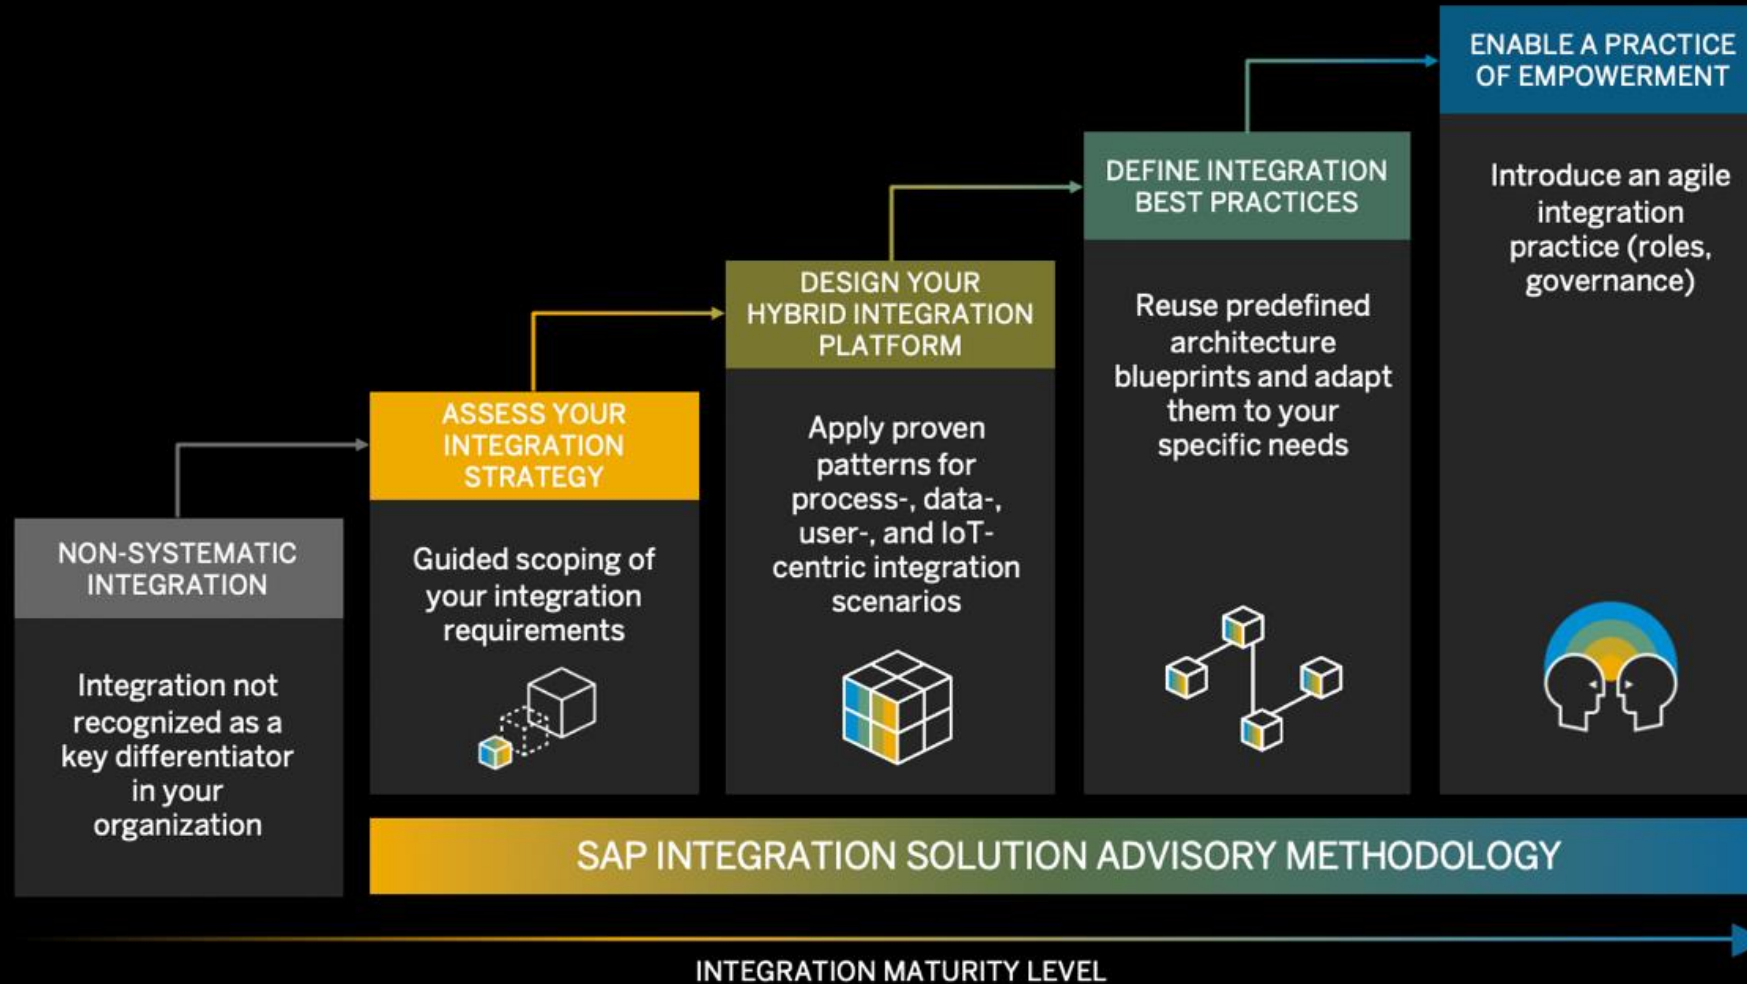 NON-SYSTEMATIC
INTEGRATION
Integration not
recognized as a
key differentiator
in your
organization
ASSESS YOUR
INTEGRATION
STRATEGY
Guided scoping of
your integration
requirements
DESIGN YOUR
HYBRID INTEGRATION
PLATFORM
Apply proven
patterns for
process-, data-,
user-, and IoT-
centric integration
scenarios
DEFINE INTEGRATION
BEST PRACTICES
Reuse predefined
architecture
blueprints and adapt
them to your
specific needs
ENABLE A PRACTICE
OF EMPOWERMENT
Introduce an agile
integration
practice (roles,
governance)
SAP INTEGRATION SOLUTION ADVISORY METHODOLOGY
INTEGRATION MATURITY LEVEL